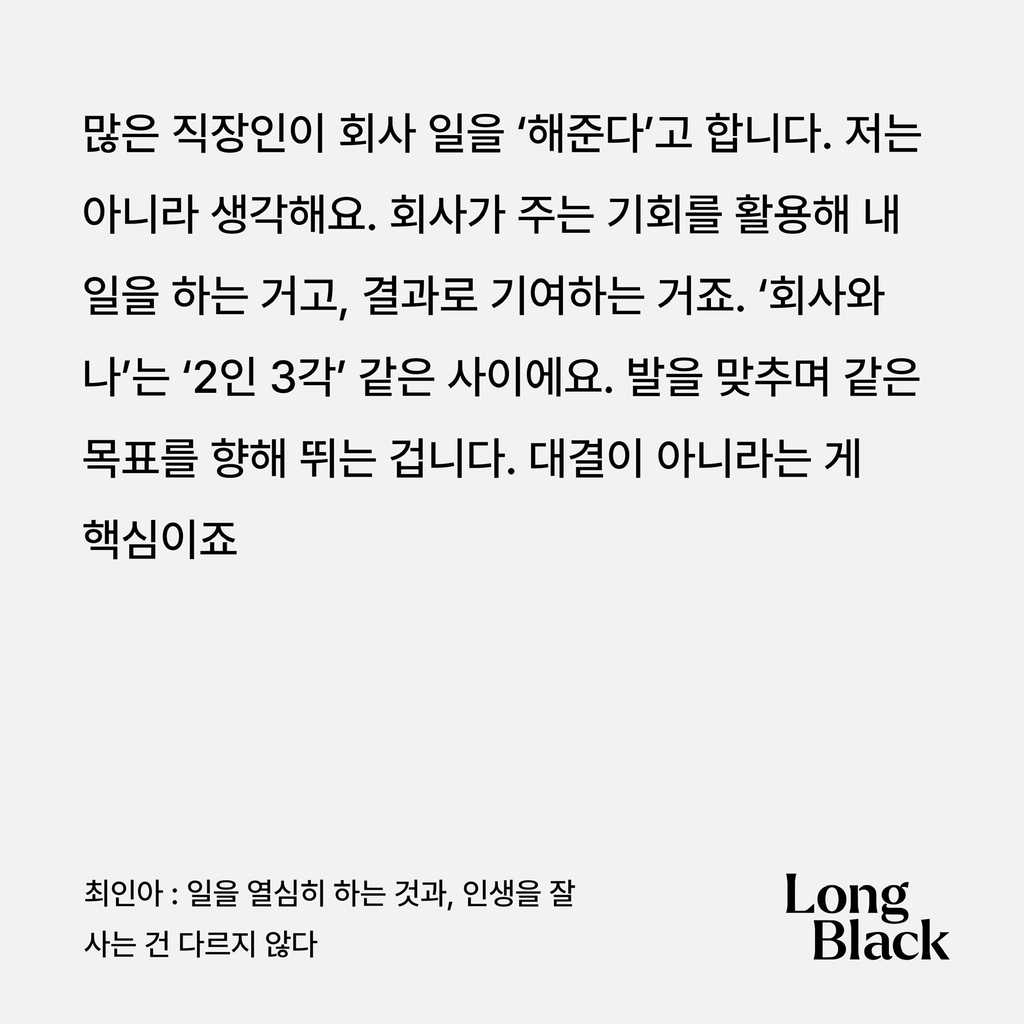 많은 직장인이 회사 일을 ‘해준다’고 합니다. 저는
아니라 생각해요. 회사가 주는 기회를 활용해 내
일을 하는 거고, 결과로 기여하는 거죠. ‘회사와
나’는 ‘2인 3각’ 같은 사이에요. 발을 맞추며 같은
목표를 향해 뛰는 겁니다. 대결이 아니라는 게
핵심이죠
최인아 : 일을 열심히 하는 것과, 인생을 잘
사는 건 다르지 않다
Long
Black